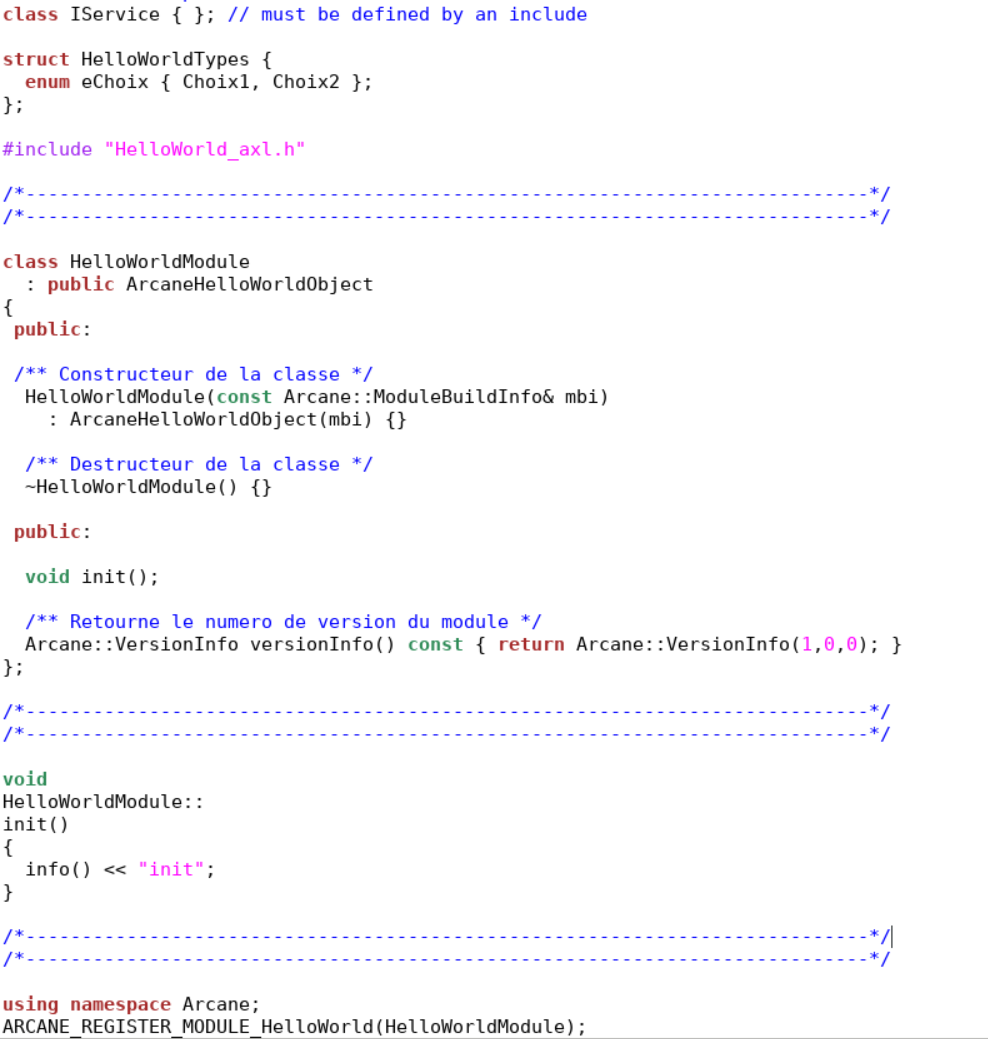 class IService { }; // must be defined by an include
struct HelloWorldTypes {
  enum eChoix { Choix1, Choix2 };
};
#include "HelloWorld_axl.h"
/*---------------------------------------------------------------------------*/
/*---------------------------------------------------------------------------*/
class HelloWorldModule
  : public ArcaneHelloWorldObject
{
 public:
 /** Constructeur de la classe */
  HelloWorldModule(const Arcane::ModuleBuildInfo& mbi)
    : ArcaneHelloWorldObject(mbi) {}
  /** Destructeur de la classe */
  ~HelloWorldModule() {}
 public:
  void init();
  /** Retourne le numero de version du module */
  Arcane::VersionInfo versionInfo() const { return Arcane::VersionInfo(1,0,0); }
};
/*---------------------------------------------------------------------------*/
/*---------------------------------------------------------------------------*/
void
HelloWorldModule::
init()
{
  info() << "init";
}
/*---------------------------------------------------------------------------*/
/*---------------------------------------------------------------------------*/
using namespace Arcane;
ARCANE_REGISTER_MODULE_HelloWorld(HelloWorldModule);